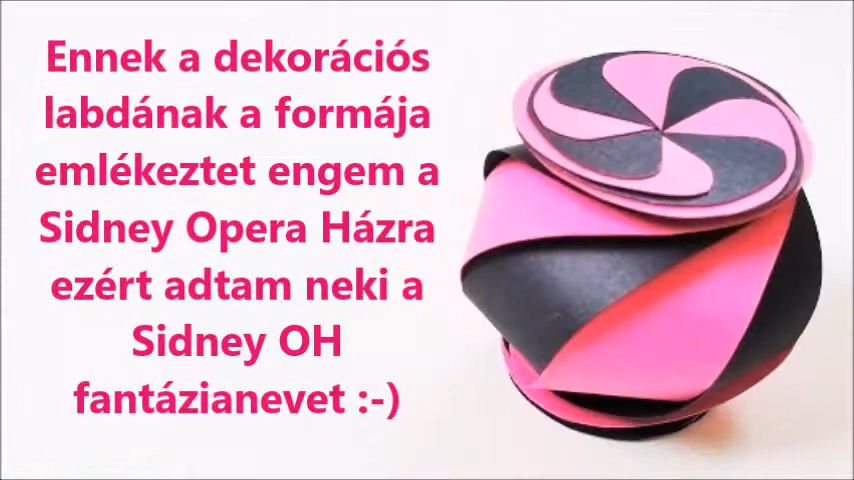 Ennek a dekorációs
labdának a formája
emlékeztet engem a
Sidney Opera Házra
ezért adtam neki a
Sidney OH
fantázianevet :-)